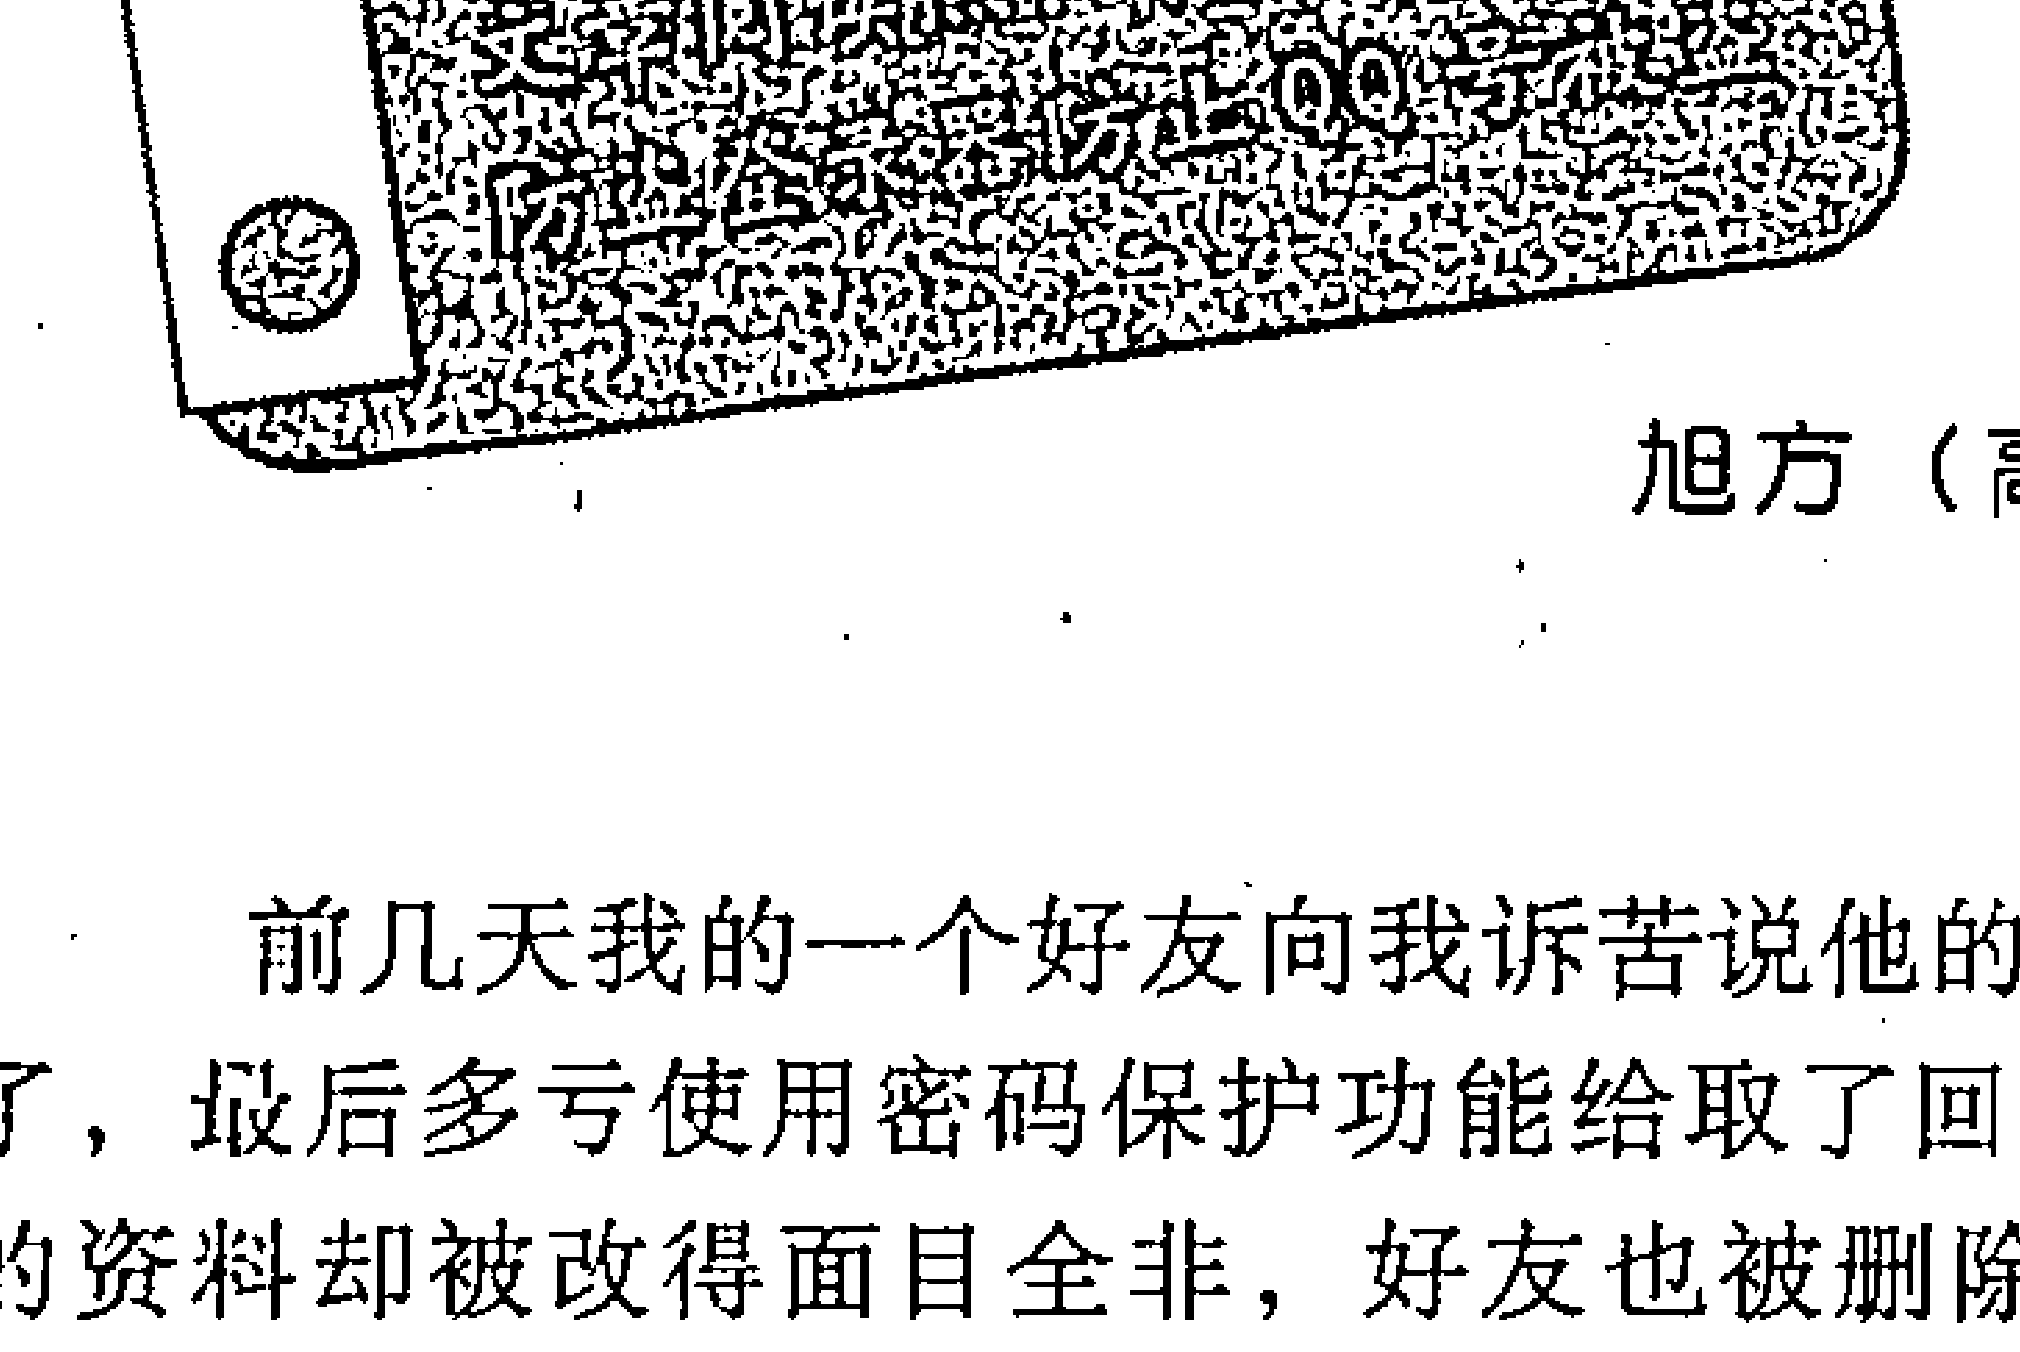 旭方（高
前几天我的一个好友向我诉苦说他的
了，最后多亏使用密码保护功能给取了回
的资料却被改得面目全非，好友也被删除